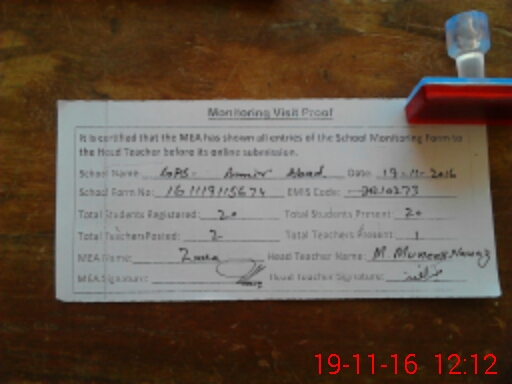 Monitoring Visit Proof
It is certified that the MEA has shown all entries of the School Monitoring Form to
the Head Teacher before its online submission.
School Name: GPS- Date: 19-11-2016
School Form No: 161119115674 EMIS Code:
Total Students Registered: 20 Total Students Present: 20
Total Teachers Posted: 2 Total Teachers Present: 1
MEA Name: Head Teacher Name: M. Muneeb Nawaz
MEA Signature: Head Teacher Signature:
19-11-16 12:12